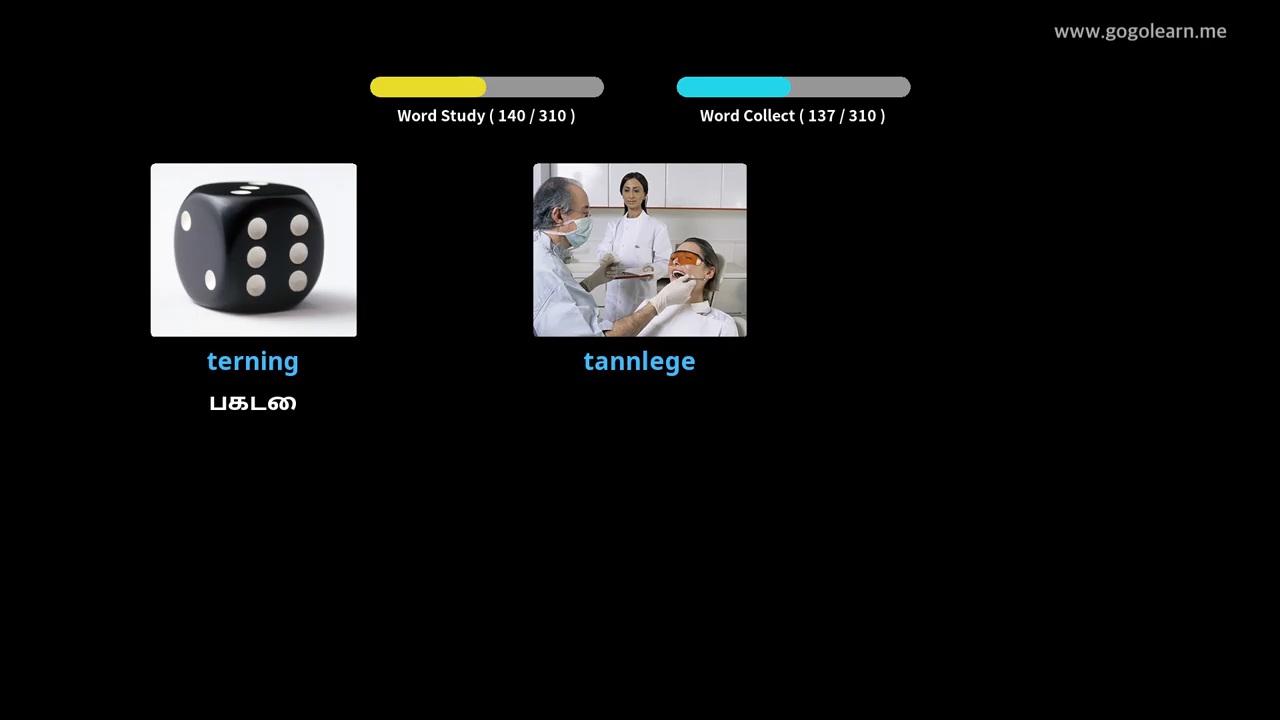 www.gogolearn.me
Word Study ( 140 / 310 )
Word Collect ( 137 / 310 )
terning
tannlege
பகடை